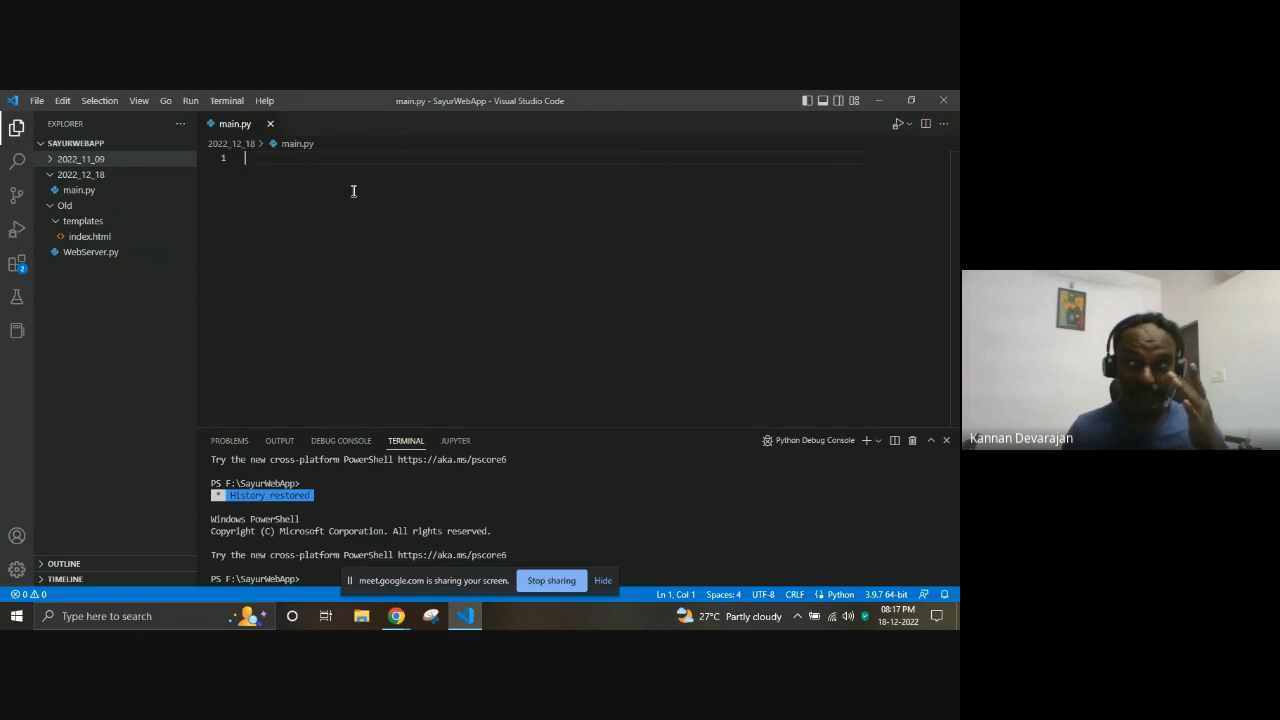 File Edit Selection View Go Run Terminal Help
main.py - SayurWebApp - Visual Studio Code
EXPLORER
SAYURWEBAPP
2022_11_09
2022_12_18
main.py
Old
templates
index.html
WebServer.py
OUTLINE
TIMELINE
2
main.py
2022_12_18 > main.py
1
PROBLEMS OUTPUT DEBUG CONSOLE TERMINAL JUPYTER
Python Debug Console
Try the new cross-platform PowerShell https://aka.ms/pscore6
PS F:\SayurWebApp>
* History restored
Windows PowerShell
Copyright (C) Microsoft Corporation. All rights reserved.
Try the new cross-platform PowerShell https://aka.ms/pscore6
PS F:\SayurWebApp>
meet.google.com is sharing your screen. Stop sharing Hide
0 0 Ln 1, Col 1 Spaces: 4 UTF-8 CRLF Python 3.9.7 64-bit
Type here to search
27°C Partly cloudy
08:17 PM
18-12-2022
Kannan Devarajan